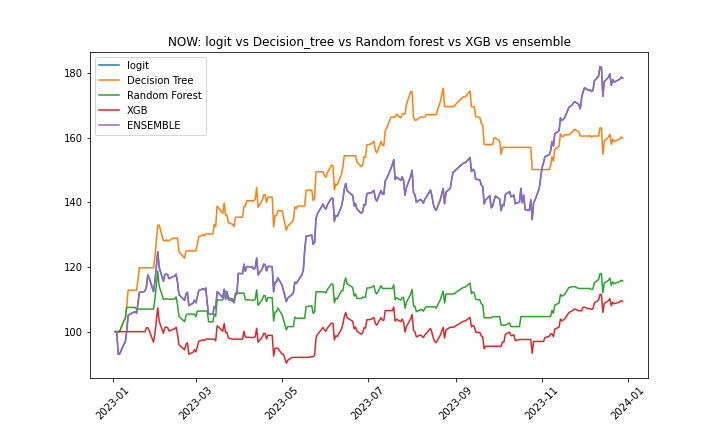 NOW: logit vs Decision_tree vs Random forest vs XGB vs ensemble
logit
Decision Tree
Random Forest
XGB
ENSEMBLE
180
160
140
120
100
2023-01
2023-03
2023-05
2023-07
2023-09
2023-11
2024-01